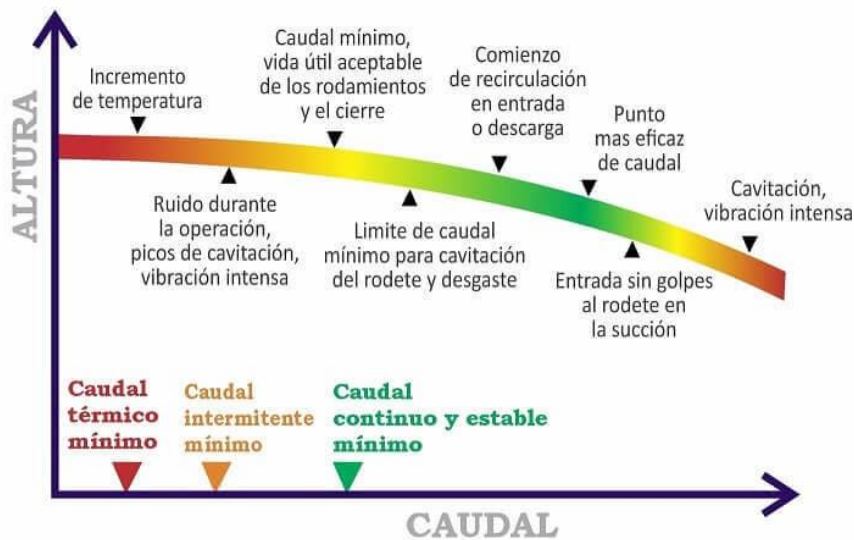 ALTURA
Incremento
de temperatura
Caudal mínimo,
vida útil aceptable
de los rodamientos
y el cierre
Comienzo
de recirculación
en entrada
o descarga
Punto
mas eficaz
de caudal
Cavitación,
vibración intensa
Ruido durante
la operación,
picos de cavitación,
vibración intensa
Limite de caudal
mínimo para cavitación
del rodete y desgaste
Entrada sin golpes
al rodete en
la succión
Caudal
térmico
mínimo
Caudal
intermitente
mínimo
Caudal
continuo y estable
mínimo
CAUDAL